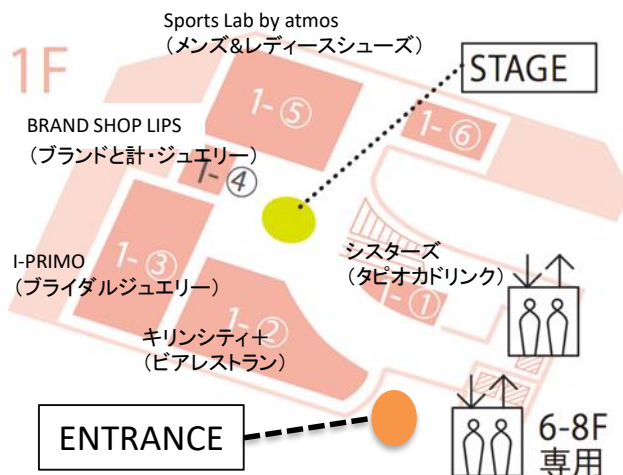 Sports Lab by atmos
（メンズ&レディースシューズ）
1F
STAGE
1-⑤
1-⑥
BRAND SHOP LIPS
（ブランドと計・ジュエリー）
1-④
I-PRIMO
（ブライダルジュエリー）
1-③
シスターズ
（タピオカドリンク）
1-①
1-②
キリンシティ＋
（ビアレストラン）
ENTRANCE
6-8F
専用